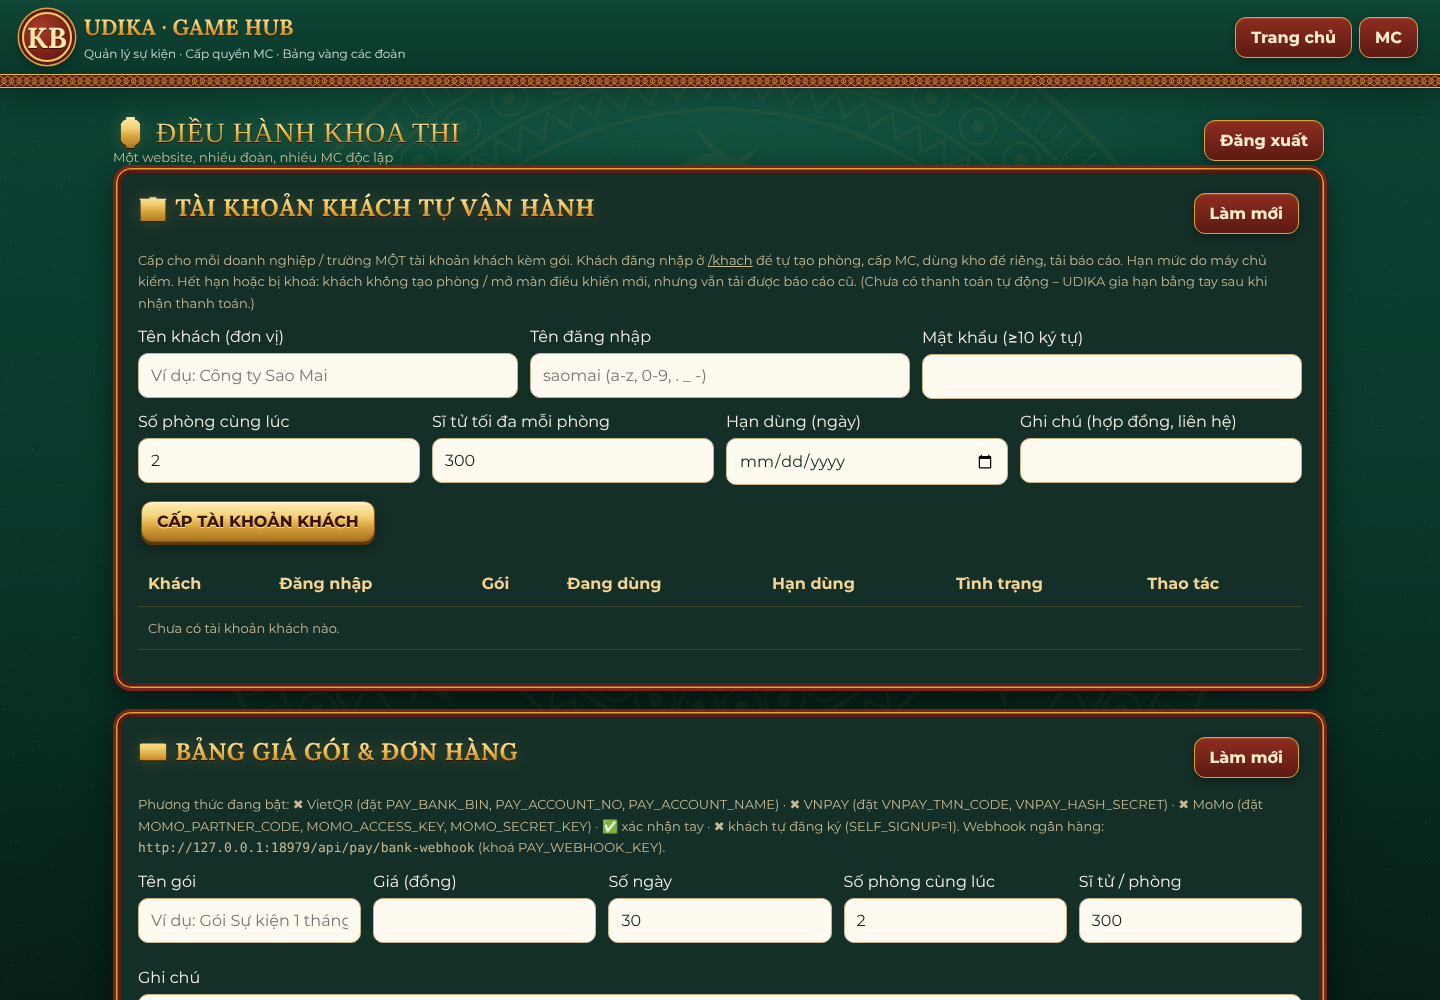 KB
UDIKA · GAME HUB
Quản lý sự kiện · Cấp quyền MC · Bảng vàng các đoàn
Trang chủ
MC
ĐIỀU HÀNH KHOA THI
Một website, nhiều đoàn, nhiều MC độc lập
Đăng xuất
TÀI KHOẢN KHÁCH TỰ VẬN HÀNH
Làm mới
Cấp cho mỗi doanh nghiệp / trường MỘT tài khoản khách kèm gói. Khách đăng nhập ở /khach để tự tạo phòng, cấp MC, dùng kho đề riêng, tải báo cáo. Hạn mức do máy chủ
kiểm. Hết hạn hoặc bị khoá: khách không tạo phòng / mở màn điều khiển mới, nhưng vẫn tải được báo cáo cũ. (Chưa có thanh toán tự động – UDIKA gia hạn bằng tay sau khi
nhận thanh toán.)
Tên khách (đơn vị)
Tên đăng nhập
Mật khẩu (≥10 ký tự)
Ví dụ: Công ty Sao Mai
saomai (a-z, 0-9, . _ -)
Số phòng cùng lúc
Sĩ tử tối đa mỗi phòng
Hạn dùng (ngày)
Ghi chú (hợp đồng, liên hệ)
2
300
mm/dd/yyyy
CẤP TÀI KHOẢN KHÁCH
Khách
Đăng nhập
Gói
Đang dùng
Hạn dùng
Tình trạng
Thao tác
Chưa có tài khoản khách nào.
BẢNG GIÁ GÓI & ĐƠN HÀNG
Làm mới
Phương thức đang bật: ✖ VietQR (đặt PAY_BANK_BIN, PAY_ACCOUNT_NO, PAY_ACCOUNT_NAME) · ✖ VNPAY (đặt VNPAY_TMN_CODE, VNPAY_HASH_SECRET) · ✖ MoMo (đặt
MOMO_PARTNER_CODE, MOMO_ACCESS_KEY, MOMO_SECRET_KEY) · ✅ xác nhận tay · ✖ khách tự đăng ký (SELF_SIGNUP=1). Webhook ngân hàng:
http://127.0.0.1:18979/api/pay/bank-webhook (khoá PAY_WEBHOOK_KEY).
Tên gói
Giá (đồng)
Số ngày
Số phòng cùng lúc
Sĩ tử / phòng
Ví dụ: Gói Sự kiện 1 tháng
30
2
300
Ghi chú